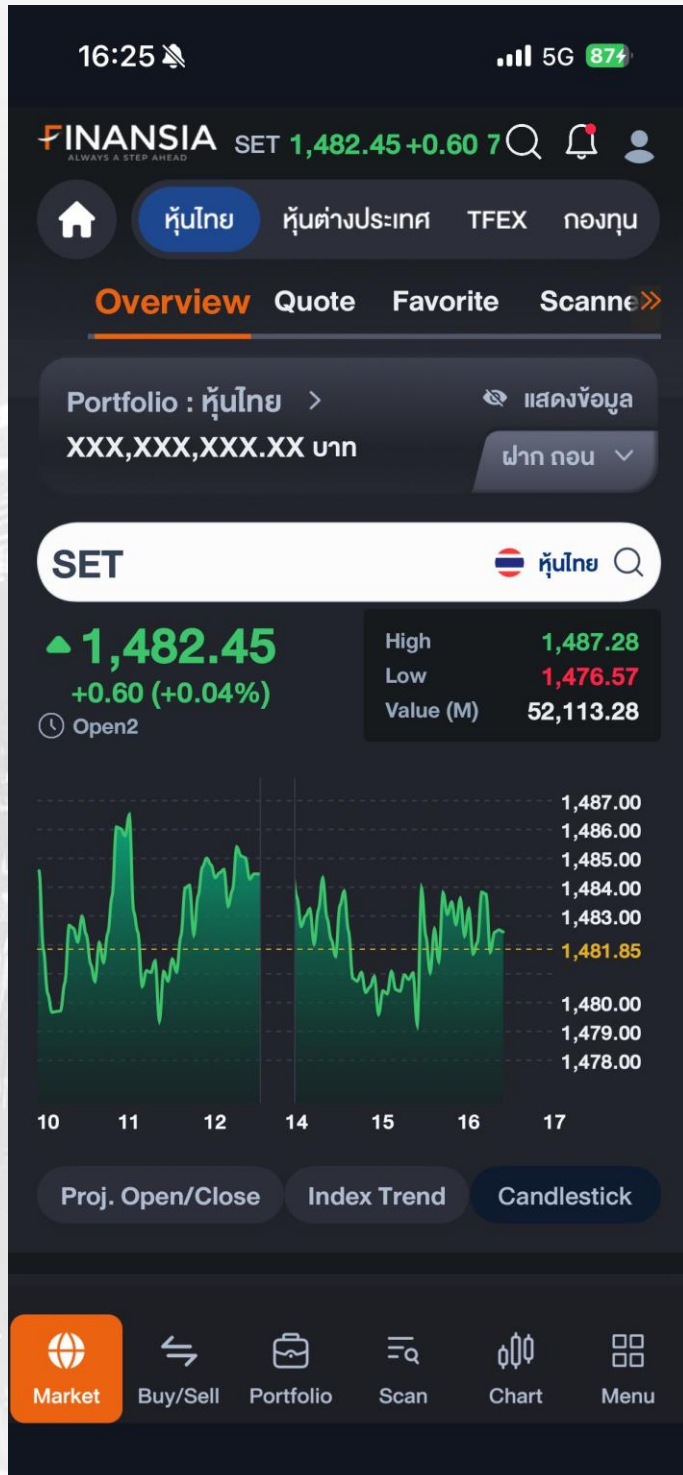 16:25 5G 87
FINANSIA SET 1,482.45 +0.60 7
ALWAYS A STEP AHEAD
หุ้นไทย หุ้นต่างประเทศ TFEX กองทุน
Overview Quote Favorite Scanne
Portfolio : หุ้นไทย > แสดงข้อมูล
XXX,XXX,XXX.XX บาท
ฝาก ถอน
SET หุ้นไทย
1,482.45
+0.60 (+0.04%)
Open2
High 1,487.28
Low 1,476.57
Value (M) 52,113.28
1,487.00
1,486.00
1,485.00
1,484.00
1,483.00
1,481.85
1,480.00
1,479.00
1,478.00
10 11 12 14 15 16 17
Proj. Open/Close Index Trend Candlestick
Market Buy/Sell Portfolio Scan Chart Menu